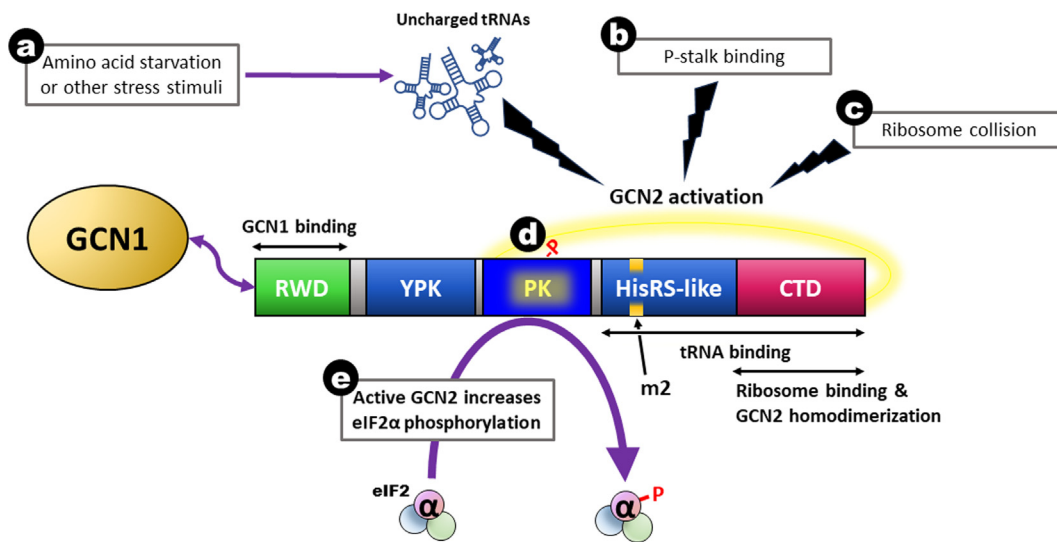 Uncharged tRNAs
a
Amino acid starvation
or other stress stimuli
b
P-stalk binding
c
Ribosome collision
GCN2 activation
GCN1
GCN1 binding
d
P
RWD
YPK
PK
HisRS-like
CTD
tRNA binding
m2
Ribosome binding &
GCN2 homodimerization
e
Active GCN2 increases
eIF2α phosphorylation
eIF2
α
α
P